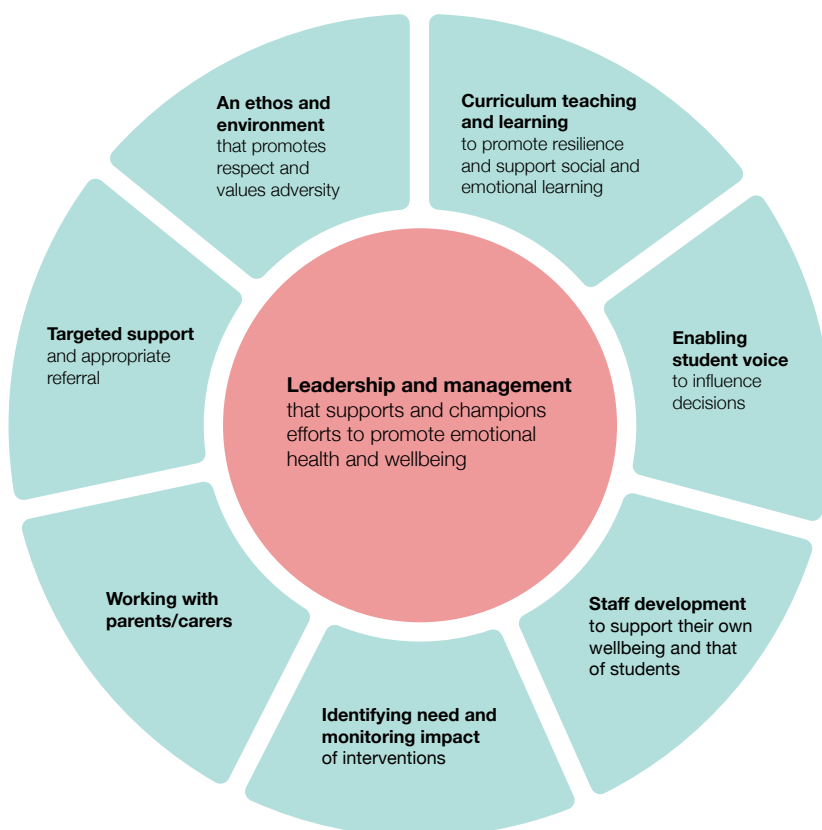 An ethos and
environment
that promotes
respect and
values adversity
Curriculum teaching
and learning
to promote resilience
and support social and
emotional learning
Enabling
student voice
to influence
decisions
Staff development
to support their own
wellbeing and that
of students
Identifying need and
monitoring impact
of interventions
Working with
parents/carers
Targeted support
and appropriate
referral
Leadership and management
that supports and champions
efforts to promote emotional
health and wellbeing